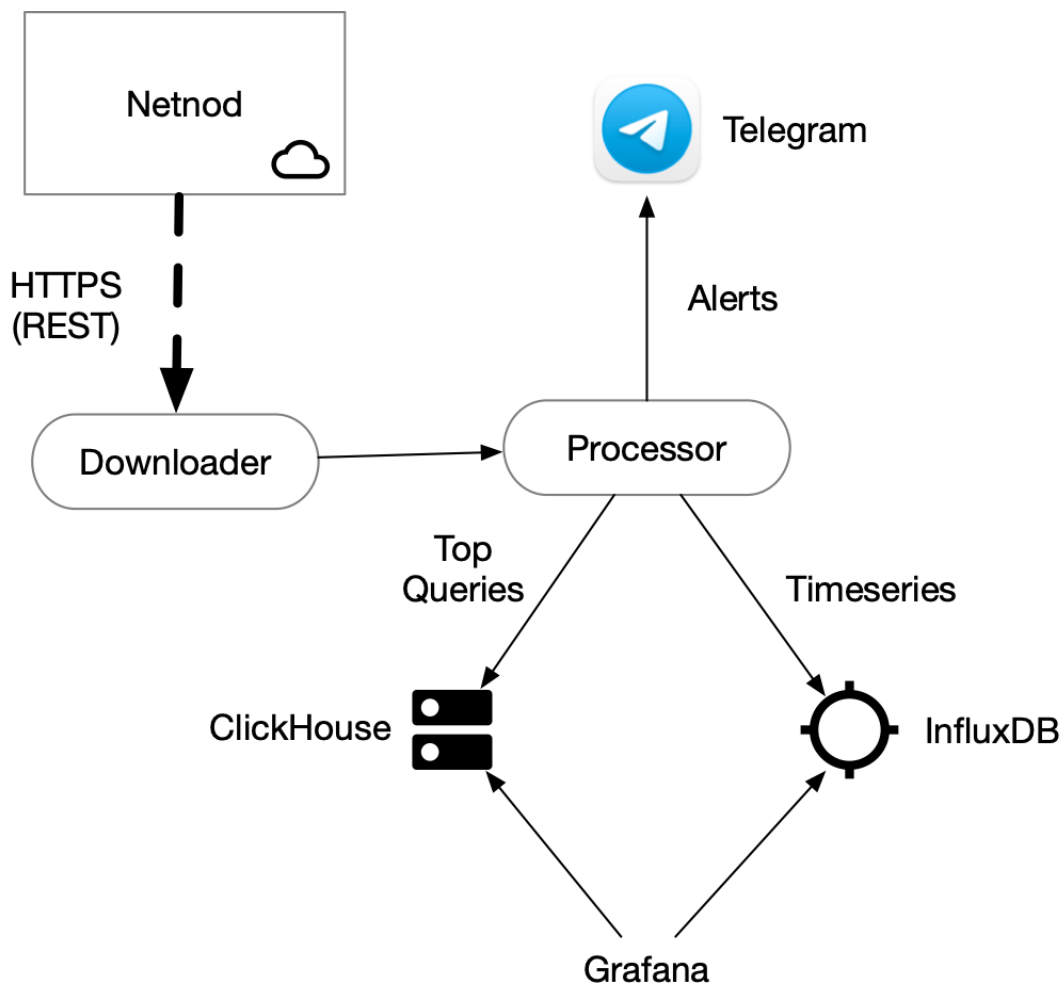 Netnod
Telegram
HTTPS
(REST)
Alerts
Downloader
Processor
Top
Queries
Timeseries
ClickHouse
InfluxDB
Grafana